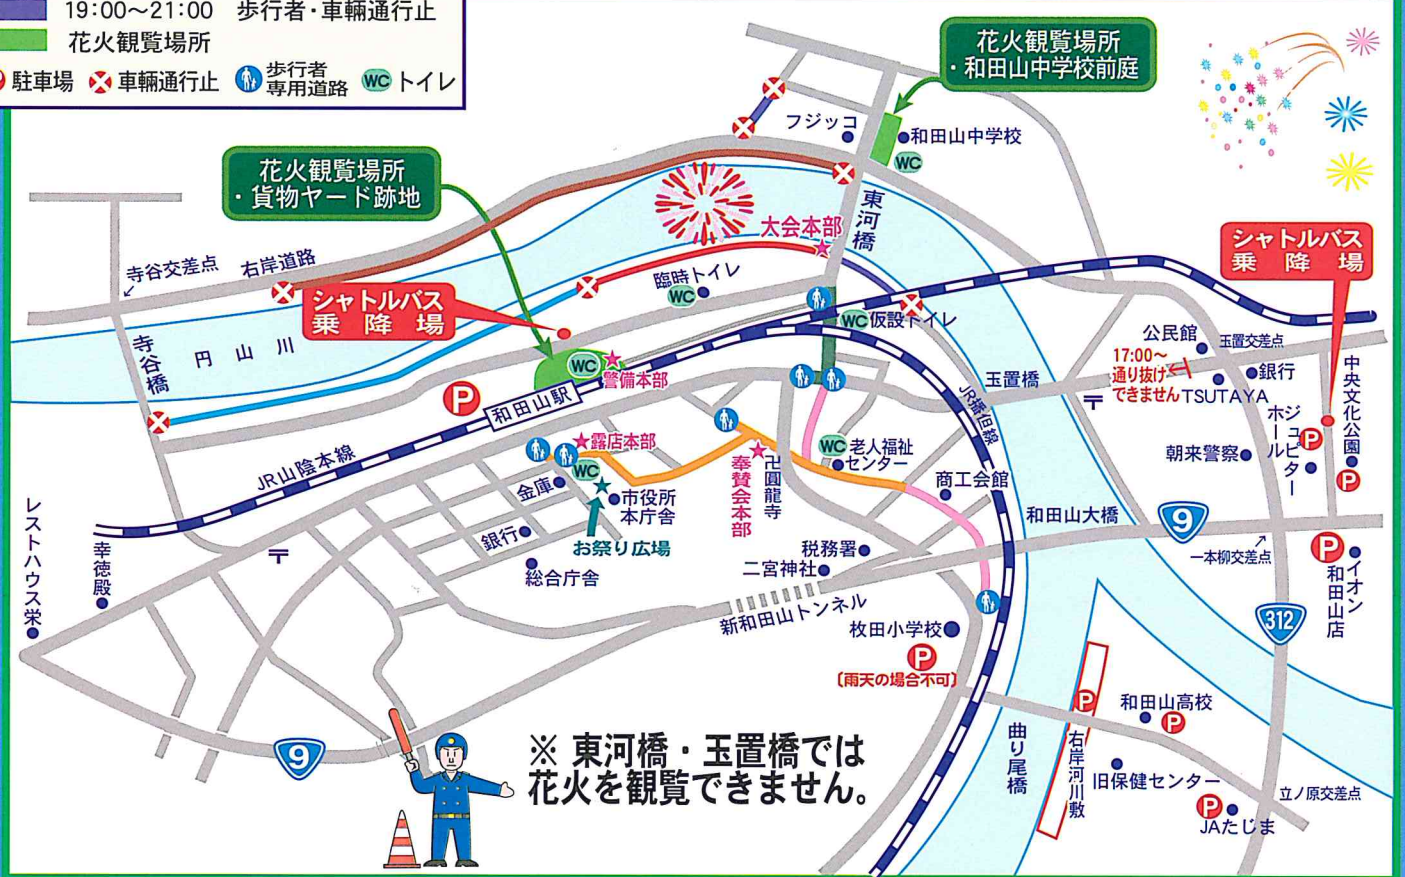 19:00～21:00 歩行者・車輛通行止
花火観覧場所
駐車場 車輛通行止 歩行者専用道路 WC トイレ
花火観覧場所
・和田山中学校前庭
花火観覧場所
・貨物ヤード跡地
フジッコ
和田山中学校
WC
東河橋
大会本部
シャトルバス
乗降場
寺谷交差点
右岸道路
臨時トイレ
WC
シャトルバス
乗降場
寺谷橋
円山川
WC 仮設トイレ
公民館
玉置交差点
17:00～
通り抜け
できません
TSUTAYA
銀行
中央文化公園
WC
警備本部
P
和田山駅
玉置橋
〒
JR播但線
ホジュピター
ール
P
朝来警察
P
JR山陰本線
露店本部
WC
金庫
市役所
本庁舎
奉賛会本部
卍圓龍寺
WC 老人福祉
センター
商工会館
和田山大橋
9
一本柳交差点
レストハウス栄
幸徳殿
〒
銀行
お祭り広場
総合庁舎
税務署
二宮神社
新和田山トンネル
枚田小学校
P
〔雨天の場合不可〕
P
イオン
和田山店
312
9
※ 東河橋・玉置橋では
花火を観覧できません。
曲り尾橋
P
右岸河川敷
和田山高校
P
旧保健センター
立ノ原交差点
P
JAたじま